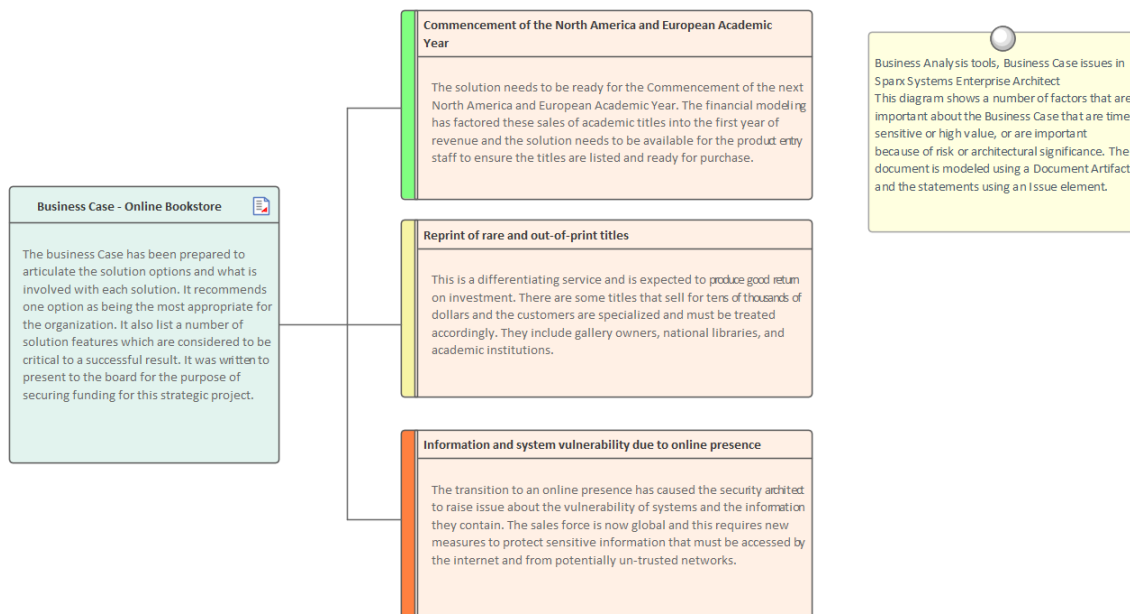 Commencement of the North America and European Academic
Year
The solution needs to be ready for the Commencement of the next
North America and European Academic Year. The financial modeling
has factored these sales of academic titles into the first year of
revenue and the solution needs to be available for the product entry
staff to ensure the titles are listed and ready for purchase.
Business Analysis tools, Business Case issues in
Sparx Systems Enterprise Architect
This diagram shows a number of factors that are
important about the Business Case that are time
sensitive or high value, or are important
because of risk or architectural significance. The
document is modeled using a Document Artifact
and the statements using an Issue element.
Business Case - Online Bookstore
The business Case has been prepared to
articulate the solution options and what is
involved with each solution. It recommends
one option as being the most appropriate for
the organization. It also list a number of
solution features which are considered to be
critical to a successful result. It was written to
present to the board for the purpose of
securing funding for this strategic project.
Reprint of rare and out-of-print titles
This is a differentiating service and is expected to produce good return
on investment. There are some titles that sell for tens of thousands of
dollars and the customers are specialized and must be treated
accordingly. They include gallery owners, national libraries, and
academic institutions.
Information and system vulnerability due to online presence
The transition to an online presence has caused the security architect
to raise issue about the vulnerability of systems and the information
they contain. The sales force is now global and this requires new
measures to protect sensitive information that must be accessed by
the internet and from potentially un-trusted networks.